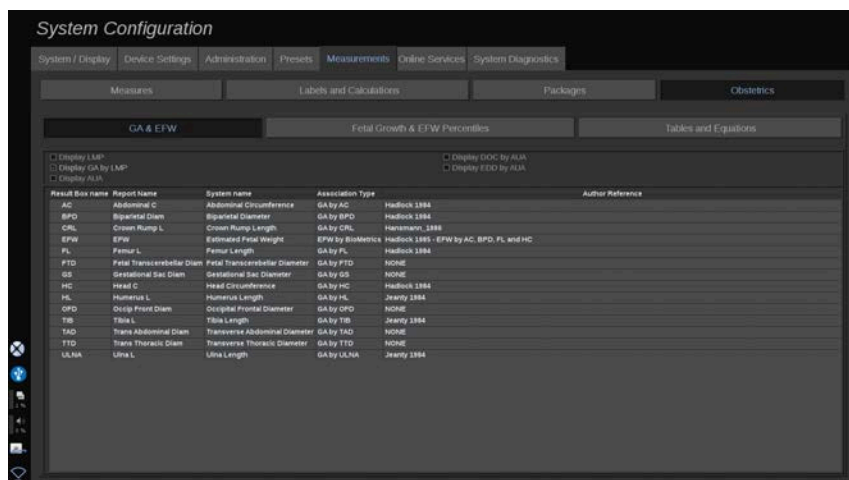 System Configuration
System / Display Device Settings Administration Presets Measurements Online Services System Diagnostics
Measures Labels and Calculations Packages Obstetrics
GA & EFW Fetal Growth & EFW Percentiles Tables and Equations
Display LMP Display DOC by AUA
Display GA by LMP Display EDD by AUA
Display AUA
Result Box name Report Name System name Association Type Author Reference
AC Abdominal C Abdominal Circumference GA by AC Hadlock 1984
BPD Biparietal Diam Biparietal Diameter GA by BPD Hadlock 1984
CRL Crown Rump L Crown Rump Length GA by CRL Hansmann_1986
EFW EFW Estimated Fetal Weight EFW by BioMetrics Hadlock 1985 - EFW by AC, BPD, FL and HC
FL Femur L Femur Length GA by FL Hadlock 1984
FTD Fetal Transcerebellar Diam Fetal Transcerebellar Diameter GA by FTD NONE
GS Gestational Sac Diam Gestational Sac Diameter GA by GS NONE
HC Head C Head Circumference GA by HC Hadlock 1984
HL Humerus L Humerus Length GA by HL Jeanty 1984
OFD Occip Front Diam Occipital Frontal Diameter GA by OFD NONE
TIB Tibia L Tibia Length GA by TIB Jeanty 1984
TAD Trans Abdominal Diam Transverse Abdominal Diameter GA by TAD NONE
TTD Trans Thoracic Diam Transverse Thoracic Diameter GA by TTD NONE
ULNA Ulna L Ulna Length GA by ULNA Jeanty 1984